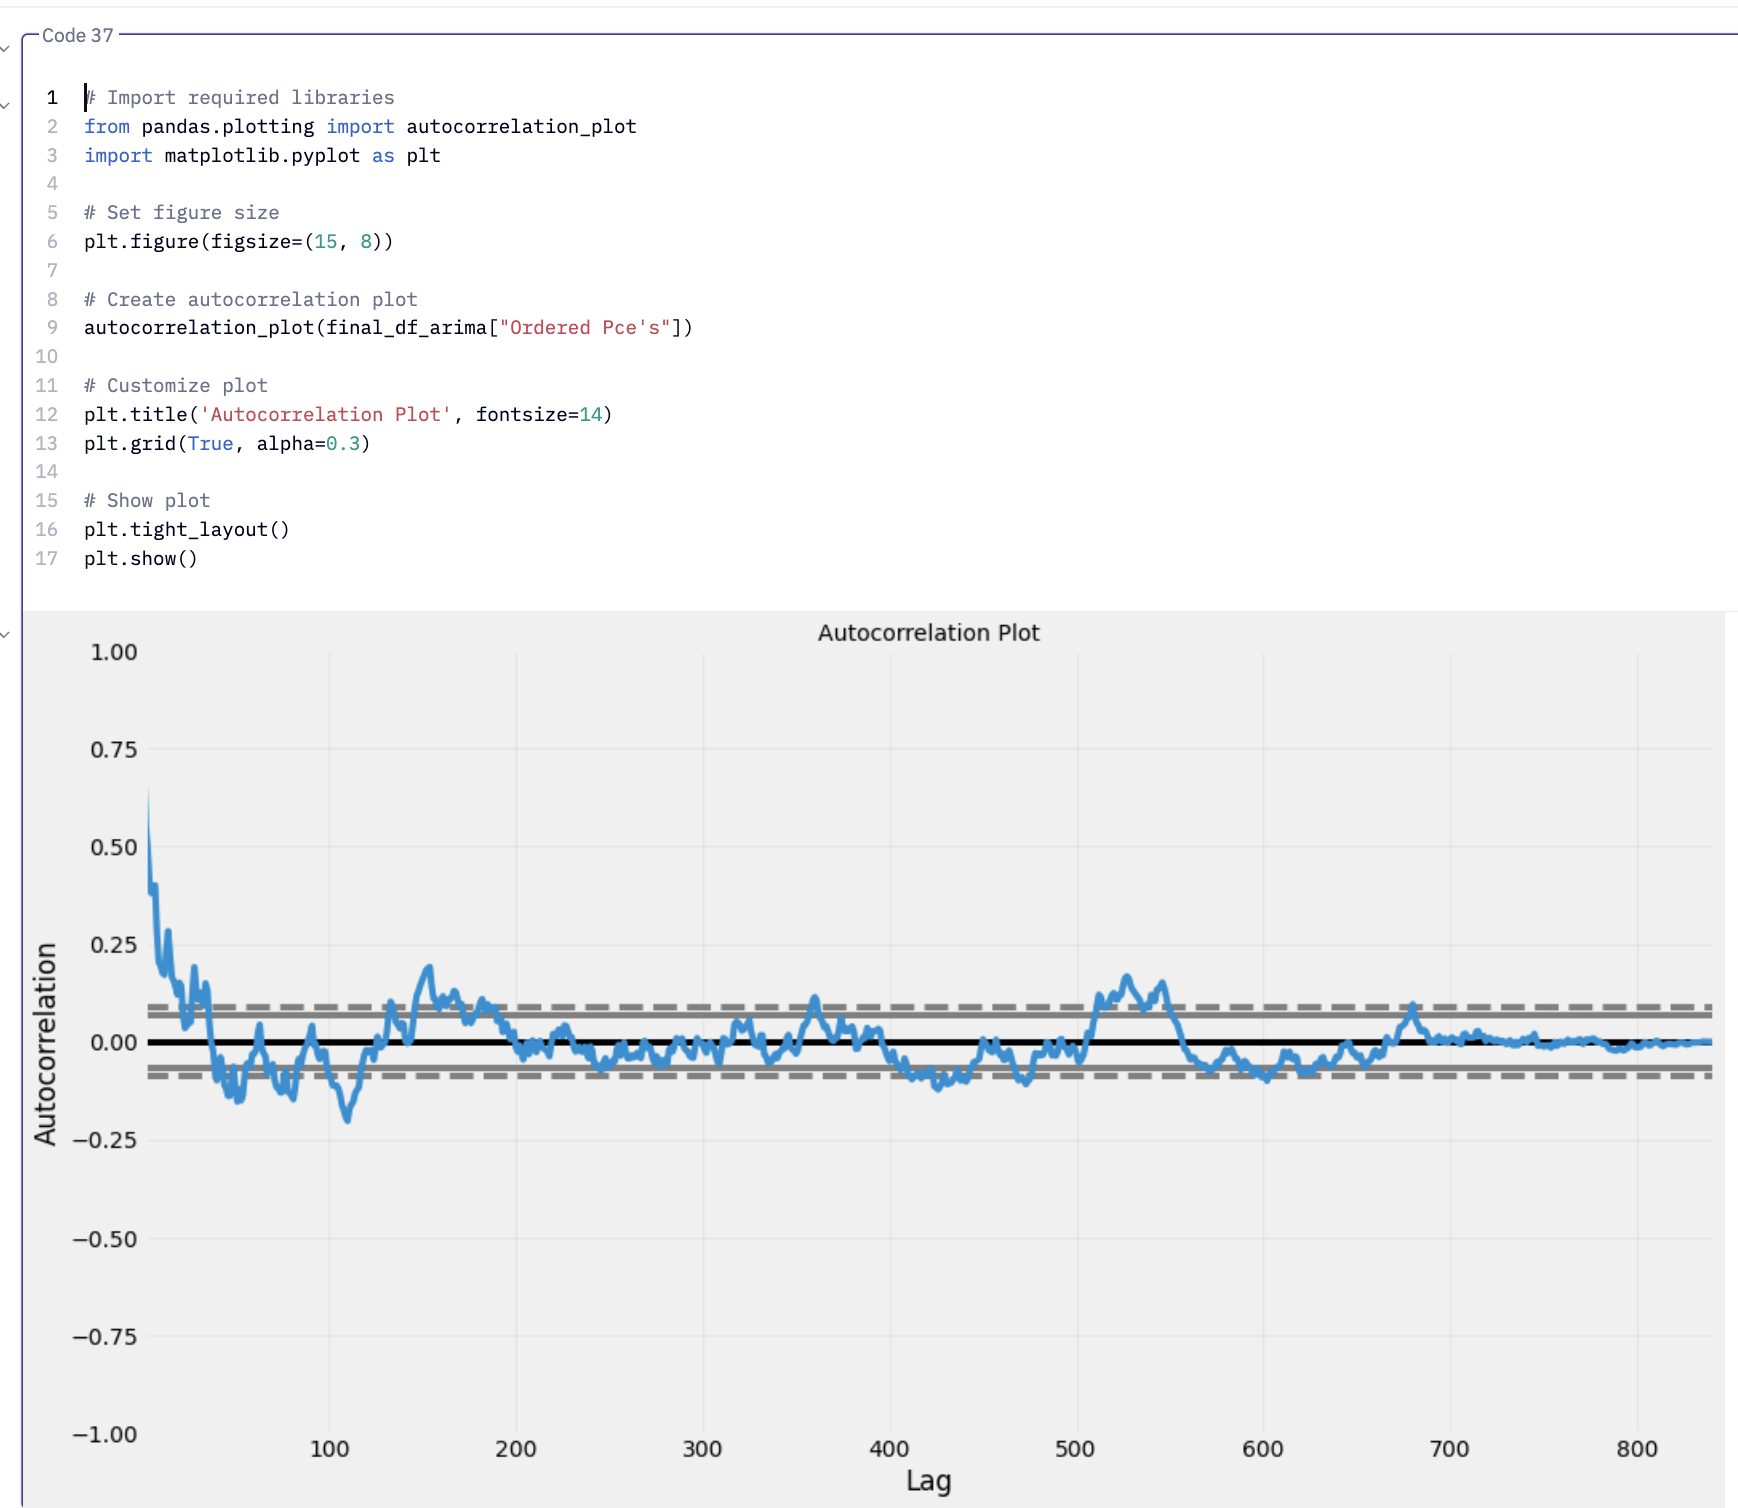 Code 37
1 # Import required libraries
2 from pandas.plotting import autocorrelation_plot
3 import matplotlib.pyplot as plt
4
5 # Set figure size
6 plt.figure(figsize=(15, 8))
7
8 # Create autocorrelation plot
9 autocorrelation_plot(final_df_arima["Ordered Pce's"])
10
11 # Customize plot
12 plt.title('Autocorrelation Plot', fontsize=14)
13 plt.grid(True, alpha=0.3)
14
15 # Show plot
16 plt.tight_layout()
17 plt.show()
Autocorrelation Plot
1.00
0.75
0.50
0.25
0.00
−0.25
−0.50
−0.75
−1.00
Autocorrelation
100 200 300 400 500 600 700 800
Lag